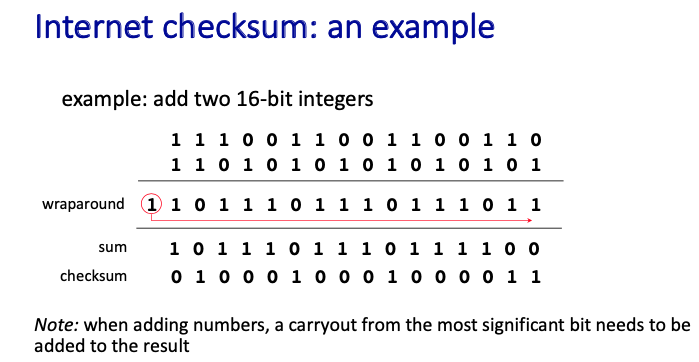 Internet checksum: an example
example: add two 16-bit integers
1 1 1 0 0 1 1 0 0 1 1 0 0 1 1 0
1 1 0 1 0 1 0 1 0 1 0 1 0 1 0 1
wraparound 1 1 0 1 1 1 0 1 1 1 0 1 1 1 0 1 1
sum 1 0 1 1 1 0 1 1 1 0 1 1 1 1 0 0
checksum 0 1 0 0 0 1 0 0 0 1 0 0 0 0 1 1
Note: when adding numbers, a carryout from the most significant bit needs to be
added to the result